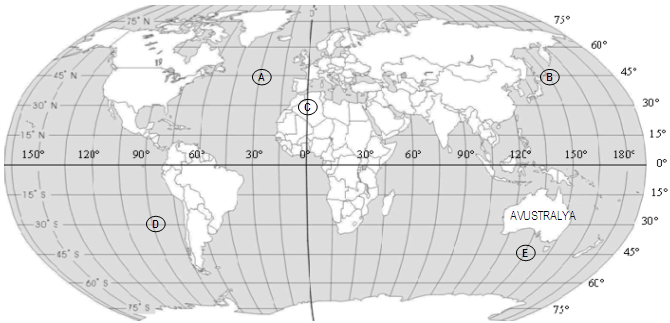 0°
75° N 75°
60°
45° N A B 45°
30° N C 30°
15° N 15°
150° 120° 90° 60° 30° 0° 30° 60° 90° 120° 150° 180° 0°
15° S 15°
AVUSTRALYA
30° S D 30°
45° S E 45°
60° S 60°
75° S 75°